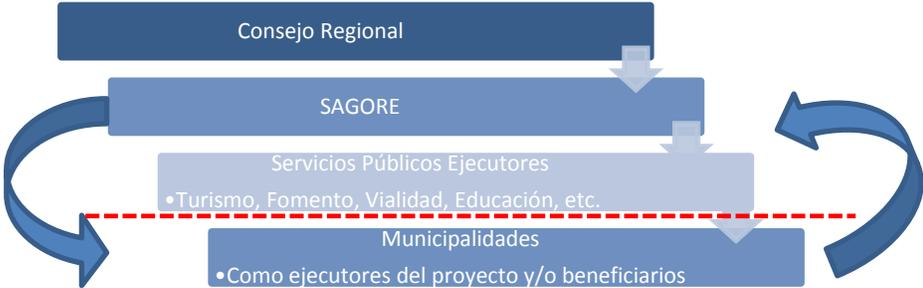 Consejo Regional
SAGORE
Servicios Públicos Ejecutores
•Turismo, Fomento, Vialidad, Educación, etc.
Municipalidades
•Como ejecutores del proyecto y/o beneficiarios